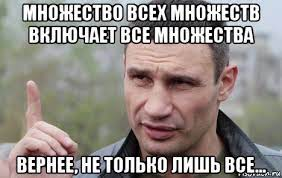 МНОЖЕСТВО ВСЕХ МНОЖЕСТВ
ВКЛЮЧАЕТ ВСЕ МНОЖЕСТВА
ВЕРНЕЕ, НЕ ТОЛЬКО ЛИШЬ ВСЕ...